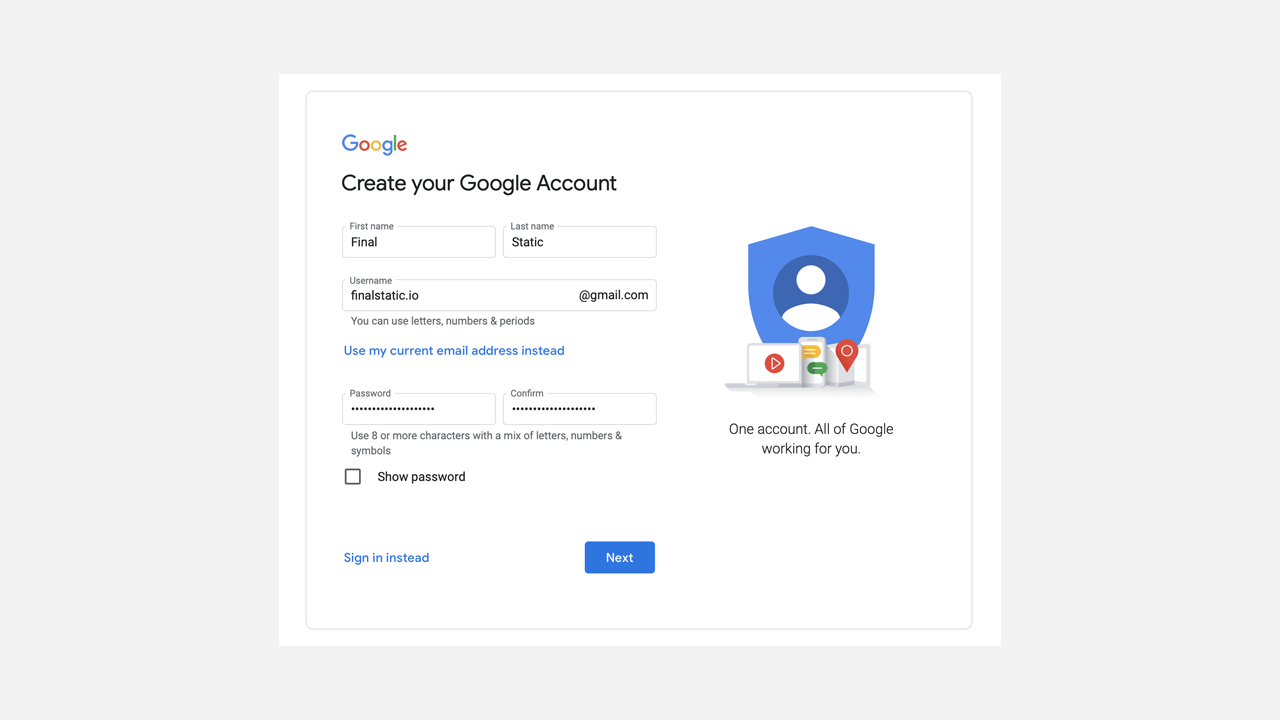 Google
Create your Google Account
First name
Final
Last name
Static
Username
finalstatic.io
@gmail.com
You can use letters, numbers & periods
Use my current email address instead
Password
••••••••••••••••••••
Confirm
••••••••••••••••••••
Use 8 or more characters with a mix of letters, numbers &
symbols
Show password
Sign in instead
Next
One account. All of Google
working for you.